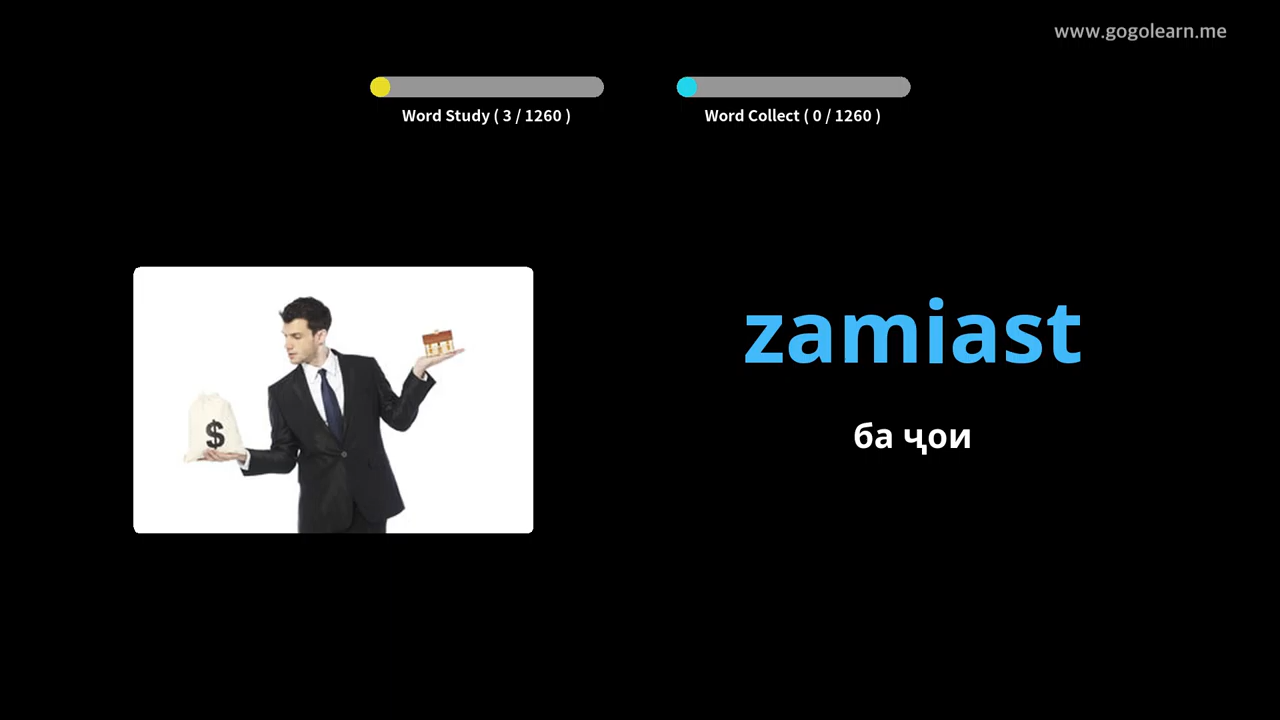 www.gogolearn.me
Word Study ( 3 / 1260 )
Word Collect ( 0 / 1260 )
$
zamiast
ба ҷои